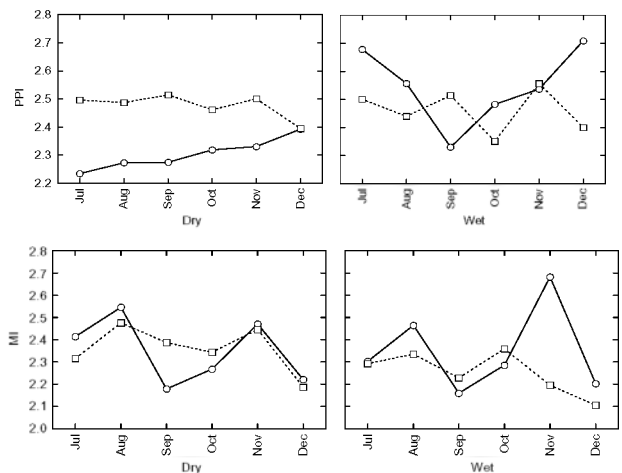 2.8
2.7
2.6
2.5
2.4
2.3
2.2
PPI
Jul Aug Sep Oct Nov Dec
Dry
Jul Aug Sep Oct Nov Dec
Wet
2.8
2.7
2.8
2.5
2.4
2.3
2.2
2.1
2.0
MI
Jul Aug Sep Oct Nov Dec
Dry
Jul Aug Sep Oct Nov Dec
Wet